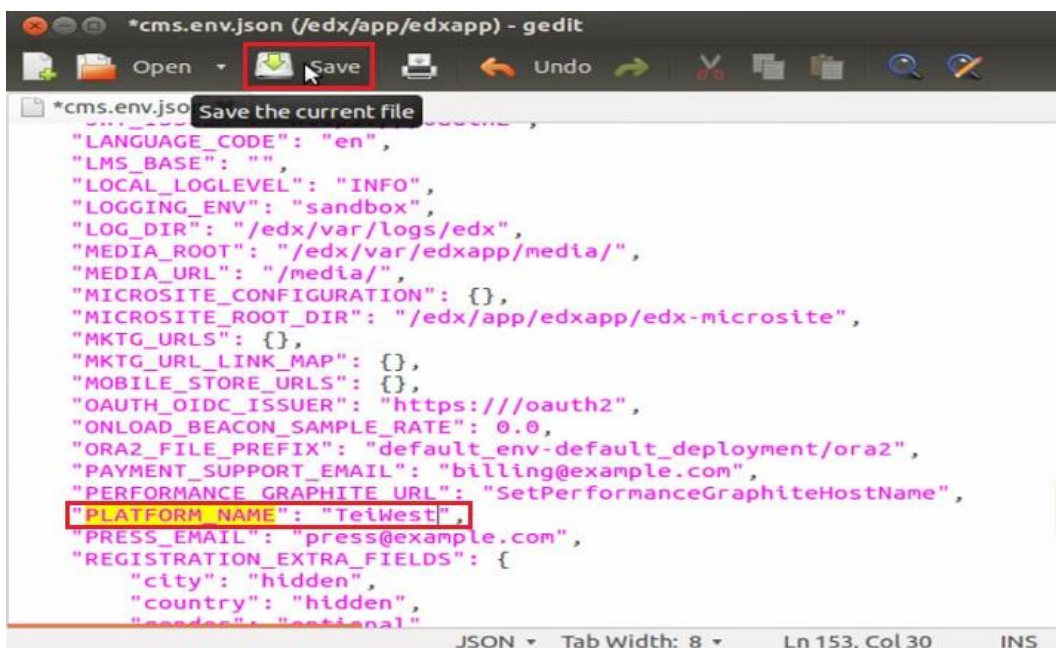 *cms.env.json (/edx/app/edxapp) - gedit
Open Save Undo
*cms.env.jso Save the current file
"LANGUAGE_CODE": "en",
"LMS_BASE": "",
"LOCAL_LOGLEVEL": "INFO",
"LOGGING_ENV": "sandbox",
"LOG_DIR": "/edx/var/logs/edx",
"MEDIA_ROOT": "/edx/var/edxapp/media/",
"MEDIA_URL": "/media/",
"MICROSITE_CONFIGURATION": {},
"MICROSITE_ROOT_DIR": "/edx/app/edxapp/edx-microsite",
"MKTG_URLS": {},
"MKTG_URL_LINK_MAP": {},
"MOBILE_STORE_URLS": {},
"OAUTH_OIDC_ISSUER": "https:///oauth2",
"ONLOAD_BEACON_SAMPLE_RATE": 0.0,
"ORA2_FILE_PREFIX": "default_env-default_deployment/ora2",
"PAYMENT_SUPPORT_EMAIL": "billing@example.com",
"PERFORMANCE_GRAPHITE_URL": "SetPerformanceGraphiteHostName",
"PLATFORM_NAME": "TeiWest",
"PRESS_EMAIL": "press@example.com",
"REGISTRATION_EXTRA_FIELDS": {
"city": "hidden",
"country": "hidden",
JSON Tab Width: 8 Ln 153, Col 30 INS